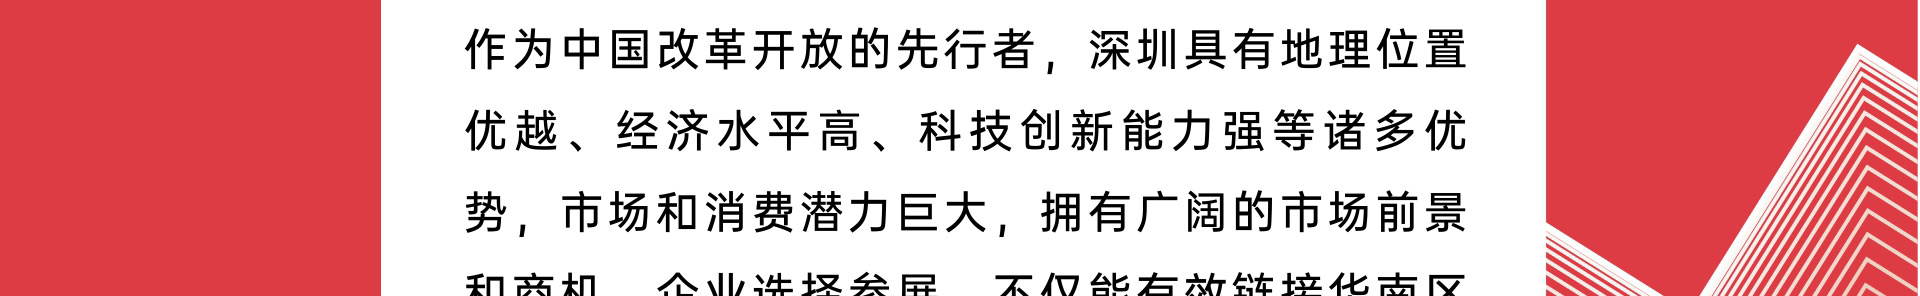 作为中国改革开放的先行者，深圳具有地理位置
优越、经济水平高、科技创新能力强等诸多优
势，市场和消费潜力巨大，拥有广阔的市场前景
和商机。企业选择参展，不仅能有效链接华南区